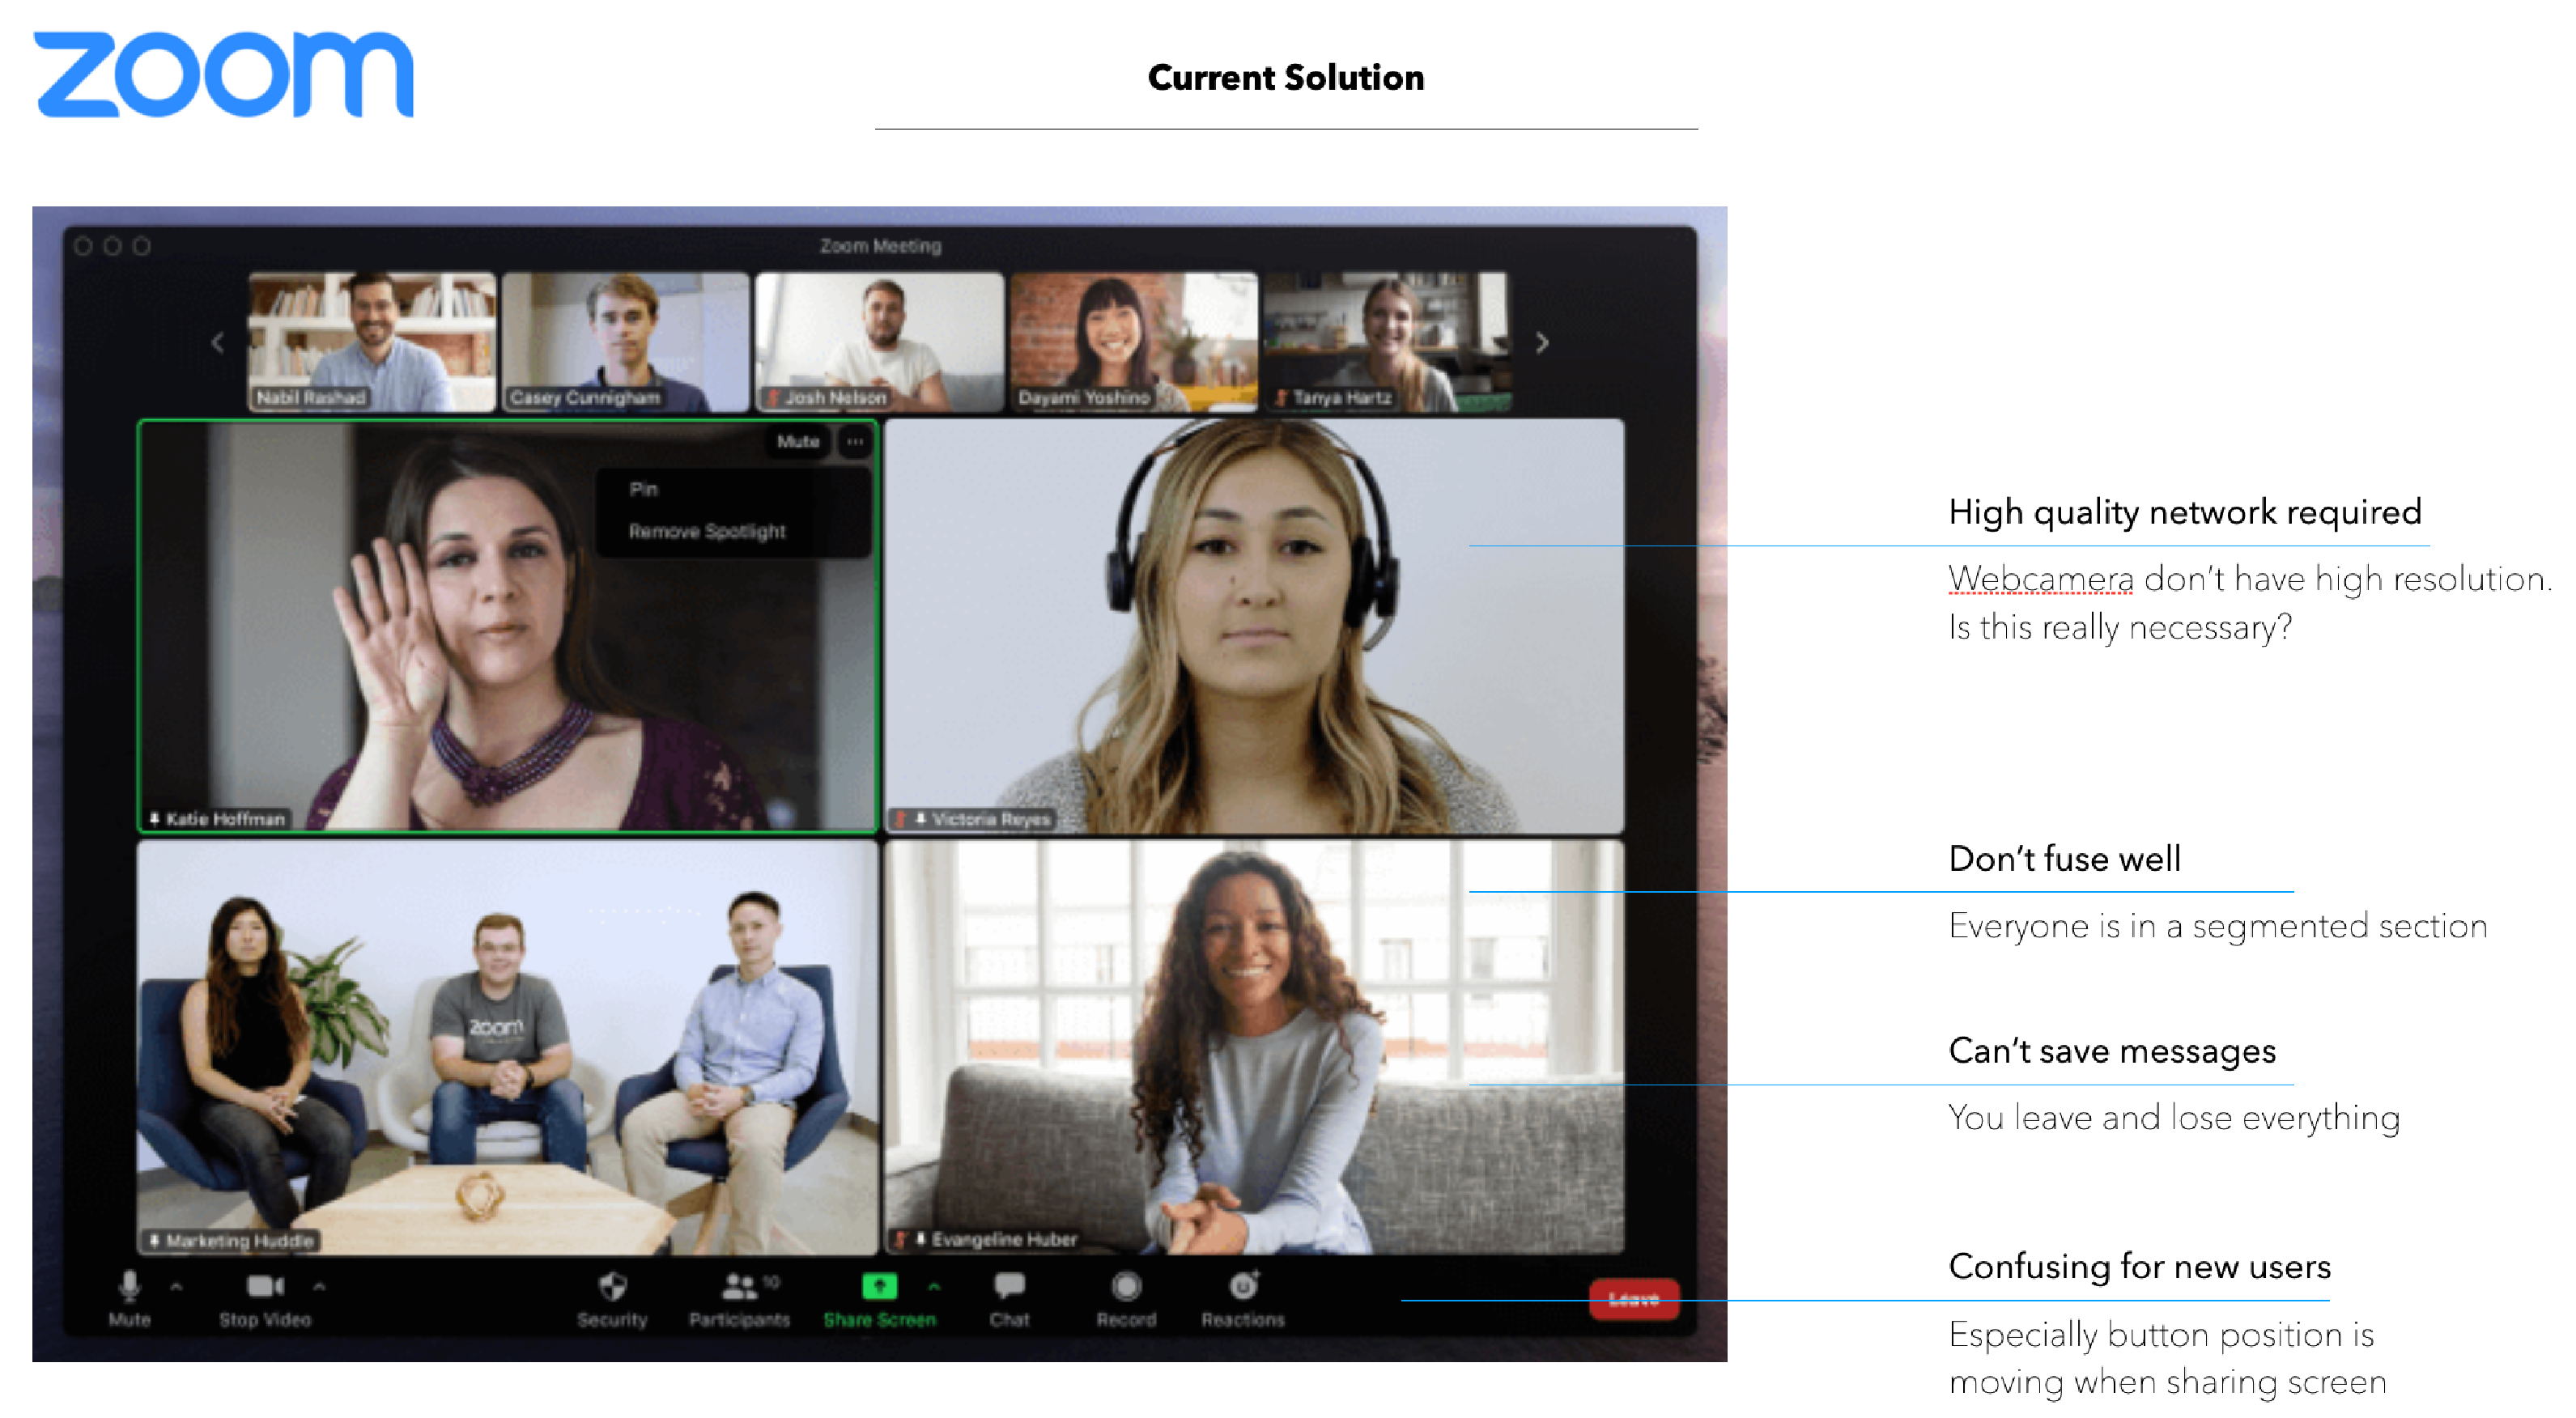 zoom
Current Solution
Zoom Meeting
Nabil Rashad
Casey Cunnigham
Josh Nelson
Dayami Yoshino
Tanya Hartz
Mute
Pin
Remove Spotlight
Katie Hoffman
Victoria Reyes
zoom
Marketing Huddle
Evangeline Huber
Mute
Stop Video
Security
Participants 10
Share Screen
Chat
Record
Reactions
Leave
High quality network required
Webcamera don't have high resolution.
Is this really necessary?
Don't fuse well
Everyone is in a segmented section
Can't save messages
You leave and lose everything
Confusing for new users
Especially button position is
moving when sharing screen